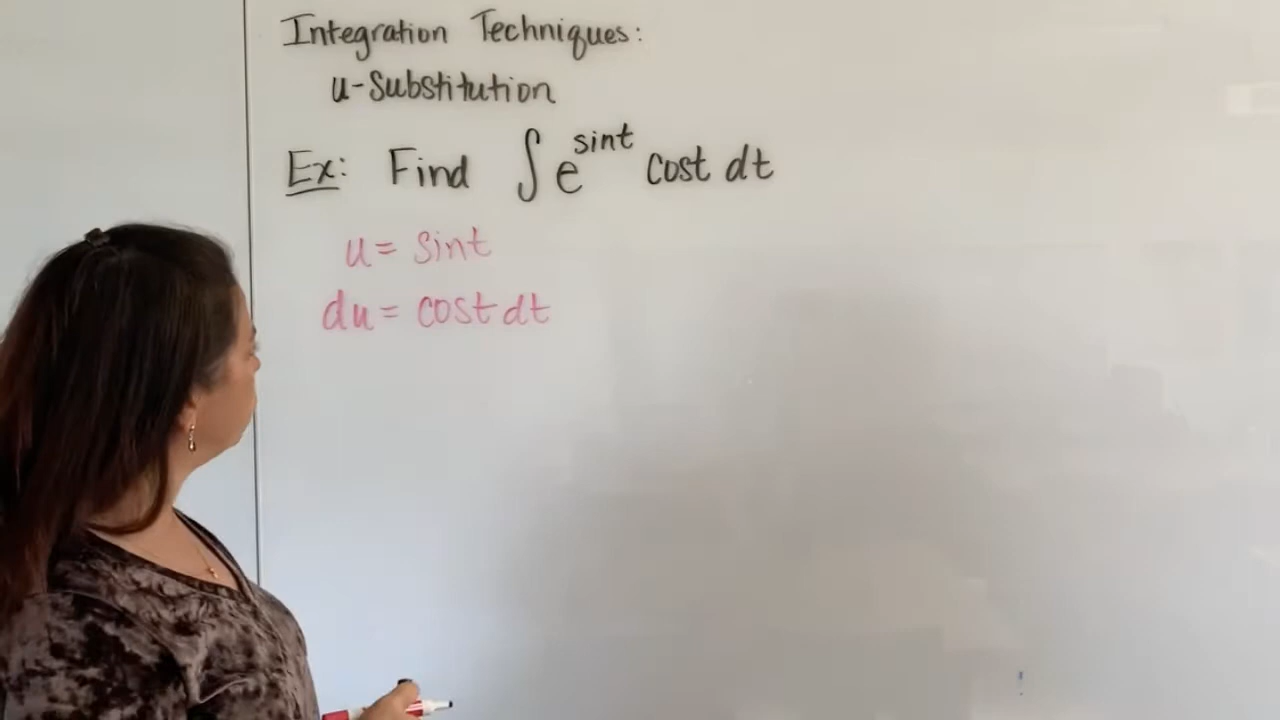 Integration Techniques:
u-Substitution
Ex: Find ∫ e^sint cost dt
u = sint
du = cost dt